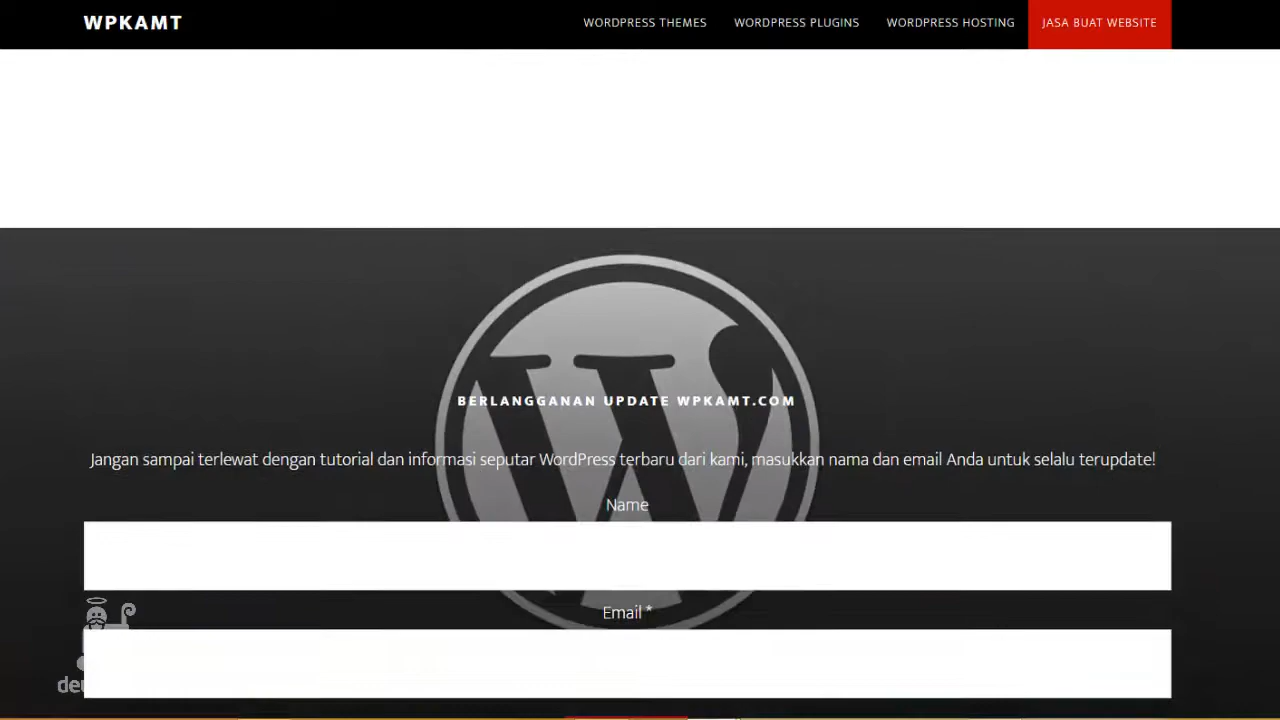 WPKAMT
WORDPRESS THEMES WORDPRESS PLUGINS WORDPRESS HOSTING JASA BUAT WEBSITE
BERLANGGANAN UPDATE WPKAMT.COM
Jangan sampai terlewat dengan tutorial dan informasi seputar WordPress terbaru dari kami, masukkan nama dan email Anda untuk selalu terupdate!
Name
Email *